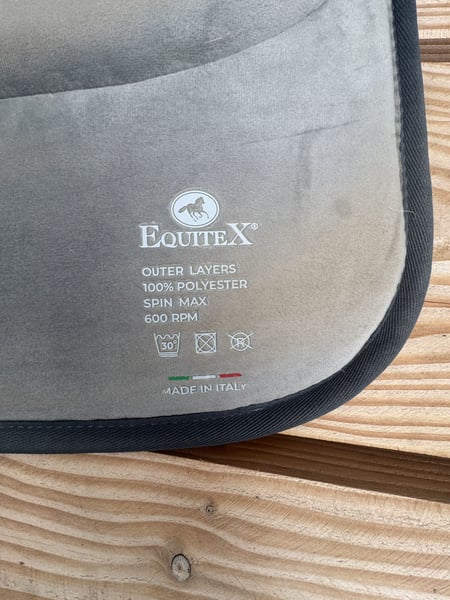 EQUITEX®
OUTER LAYERS
100% POLYESTER
SPIN MAX
600 RPM
30°
R
MADE IN ITALY